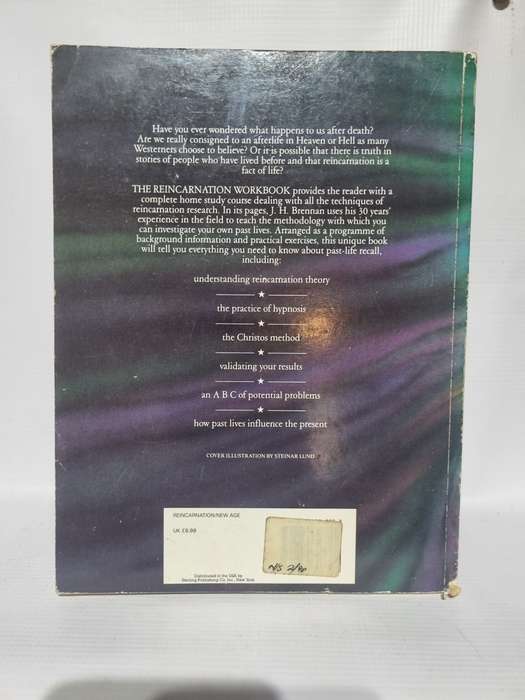 Have you ever wondered what happens to us after death?
Are we really consigned to an afterlife in Heaven or Hell as many
Westerners choose to believe? Or it is possible that there is truth in
stories of people who have lived before and that reincarnation is a
fact of life?
THE REINCARNATION WORKBOOK provides the reader with a
complete home study course dealing with all the techniques of
reincarnation research. In its pages, J. H. Brennan uses his 30 years'
experience in the field to teach the methodology with which you
can investigate your own past lives. Arranged as a programme of
background information and practical exercises, this unique book
will tell you everything you need to know about past-life recall,
including:
understanding reincarnation theory
the practice of hypnosis
the Christos method
validating your results
an A B C of potential problems
how past lives influence the present
COVER ILLUSTRATION BY STEINAR LUND
REINCARNATION/NEW AGE
UK
Distributed in the USA by
Sterling Publishing Co. Inc., New York